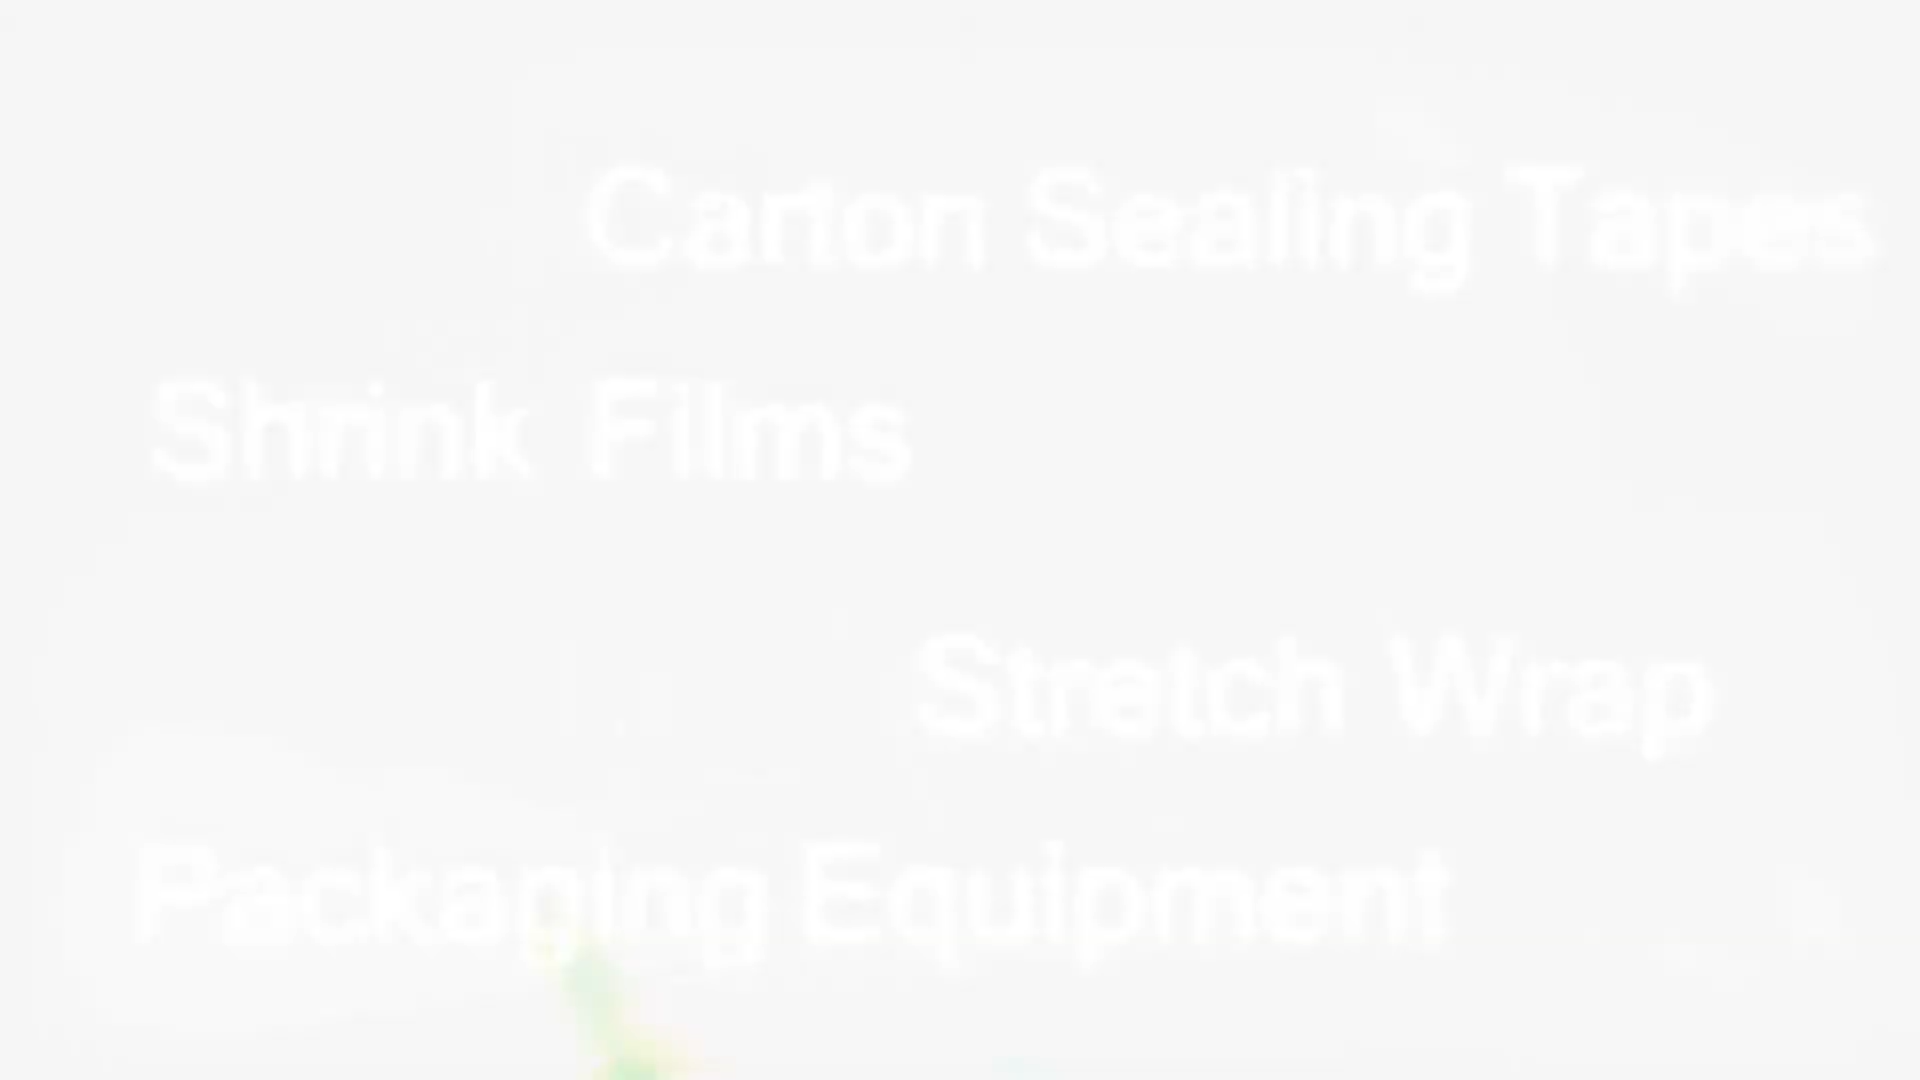 Carton Sealing Tapes
Shrink Films
Stretch Wrap
Packaging Equipment